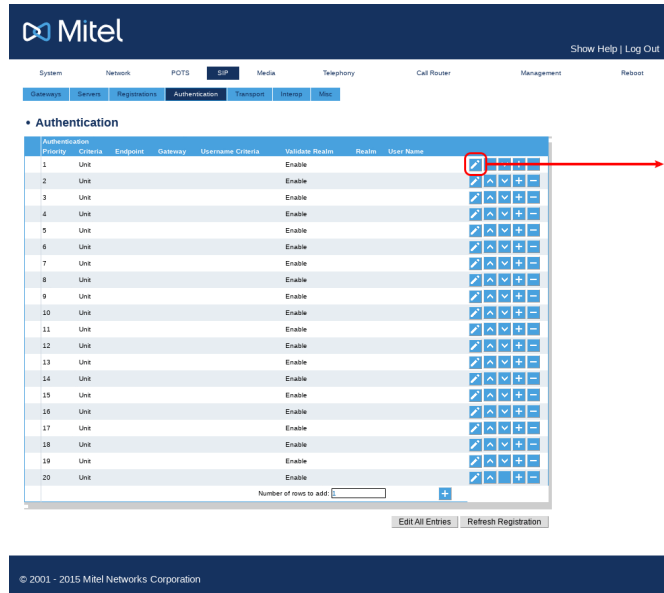 Mitel
Show Help | Log Out
System Network POTS SIP Media Telephony Call Router Management Reboot
Gateways Servers Registrations Authentication Transport Interop Misc
• Authentication
Authentication
Priority Criteria Endpoint Gateway Username Criteria Validate Realm Realm User Name
1 Unit Enable
2 Unit Enable
3 Unit Enable
4 Unit Enable
5 Unit Enable
6 Unit Enable
7 Unit Enable
8 Unit Enable
9 Unit Enable
10 Unit Enable
11 Unit Enable
12 Unit Enable
13 Unit Enable
14 Unit Enable
15 Unit Enable
16 Unit Enable
17 Unit Enable
18 Unit Enable
19 Unit Enable
20 Unit Enable
Number of rows to add: 1
Edit All Entries Refresh Registration
© 2001 - 2015 Mitel Networks Corporation